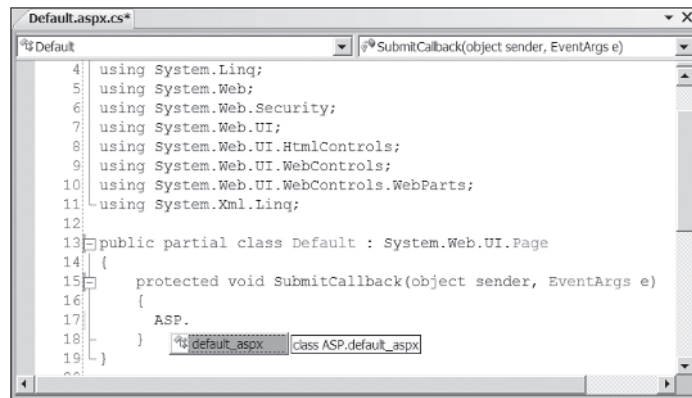 Default.aspx.cs*
Default
SubmitCallback(object sender, EventArgs e)
4 using System.Linq;
5 using System.Web;
6 using System.Web.Security;
7 using System.Web.UI;
8 using System.Web.UI.HtmlControls;
9 using System.Web.UI.WebControls;
10 using System.Web.UI.WebControls.WebParts;
11 using System.Xml.Linq;
12
13 public partial class Default : System.Web.UI.Page
14 {
15 protected void SubmitCallback(object sender, EventArgs e)
16 {
17 ASP.
18 }
default_aspx
class ASP.default_aspx
19 }